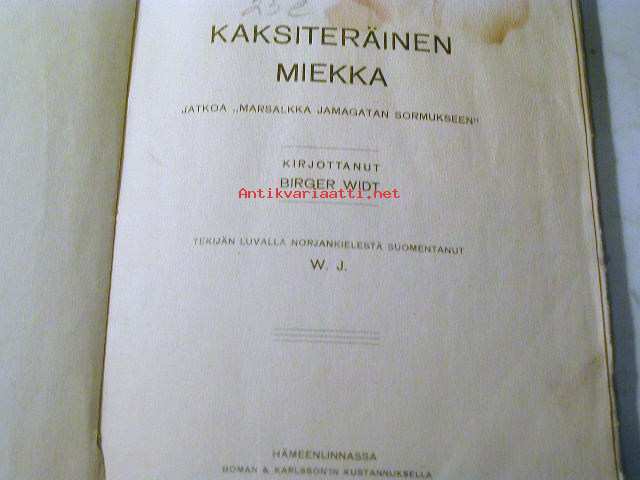 KAKSITERÄINEN
MIEKKA
JATKOA „MARSALKKA JAMAGATAN SORMUKSEEN"
KIRJOTTANUT
BIRGER WIDT
Antikvariaatti.net
TEKIJÄN LUVALLA NORJANKIELESTÄ SUOMENTANUT
W. J.
HÄMEENLINNASSA
BOMAN & KARLSSON'IN KUSTANNUKSELLA